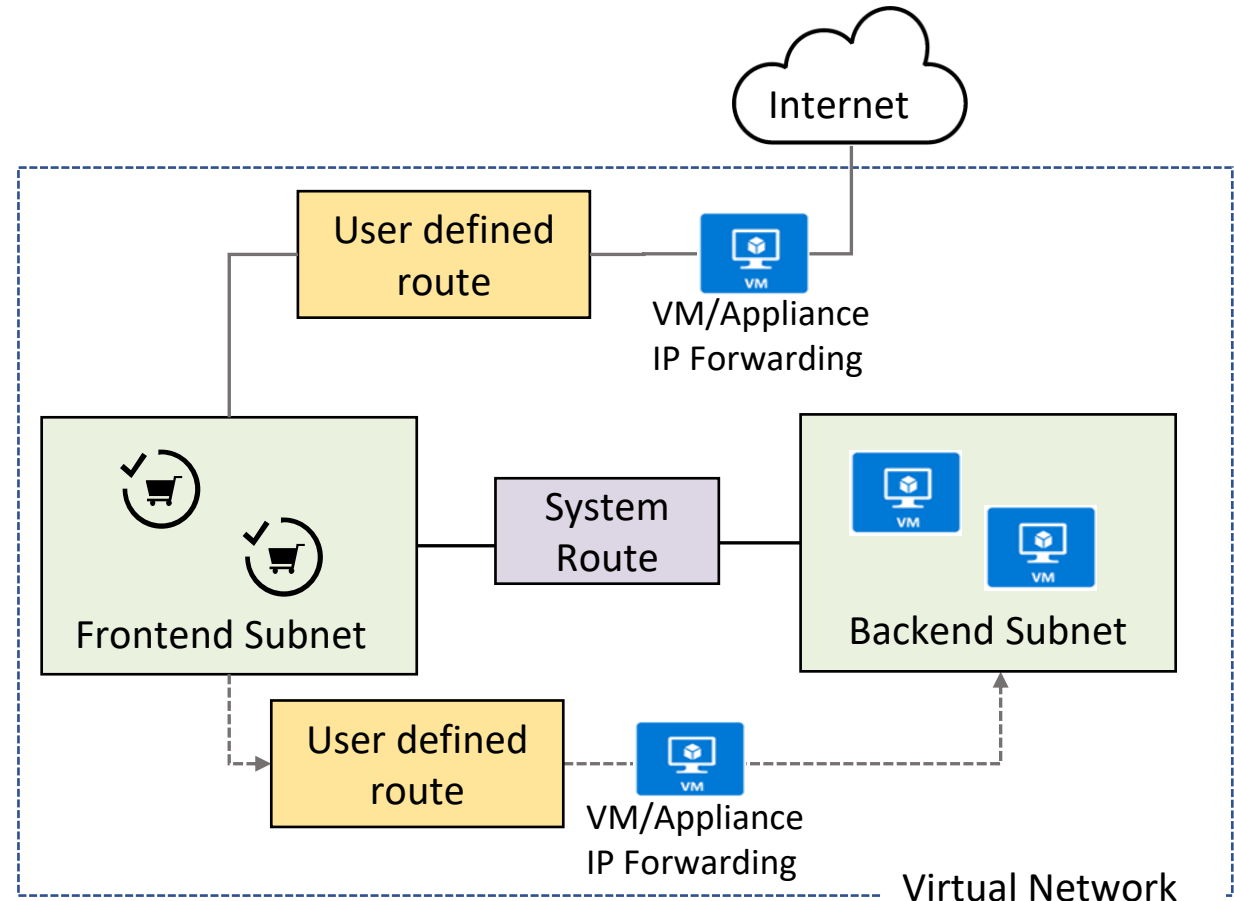 Internet
User defined
route
VM
VM/Appliance
IP Forwarding
System
Route
VM
VM
Frontend Subnet
Backend Subnet
User defined
route
VM
VM/Appliance
IP Forwarding
Virtual Network